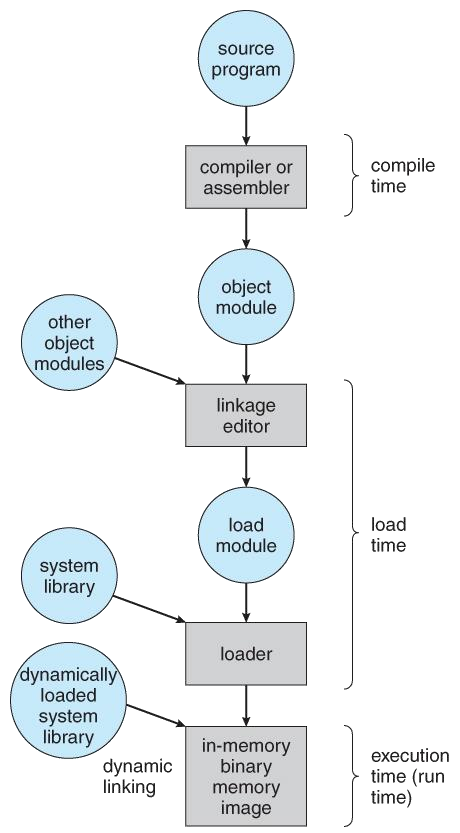 source
program
compiler or
assembler
compile
time
object
module
other
object
modules
linkage
editor
load
module
load
time
system
library
loader
dynamically
loaded
system
library
dynamic
linking
in-memory
binary
memory
image
execution
time (run
time)